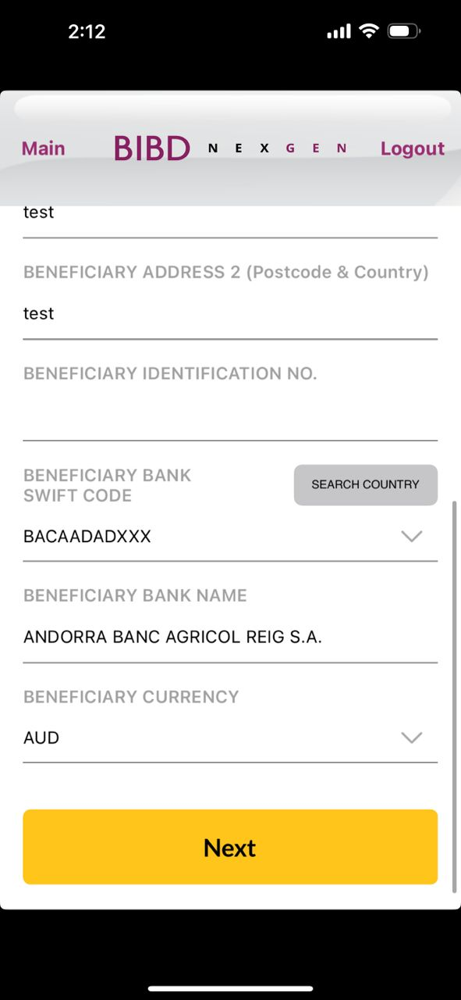 2:12
Main BIBD NEXGEN Logout
test
BENEFICIARY ADDRESS 2 (Postcode & Country)
test
BENEFICIARY IDENTIFICATION NO.
BENEFICIARY BANK
SWIFT CODE
SEARCH COUNTRY
BACAADADXXX
BENEFICIARY BANK NAME
ANDORRA BANC AGRICOL REIG S.A.
BENEFICIARY CURRENCY
AUD
Next